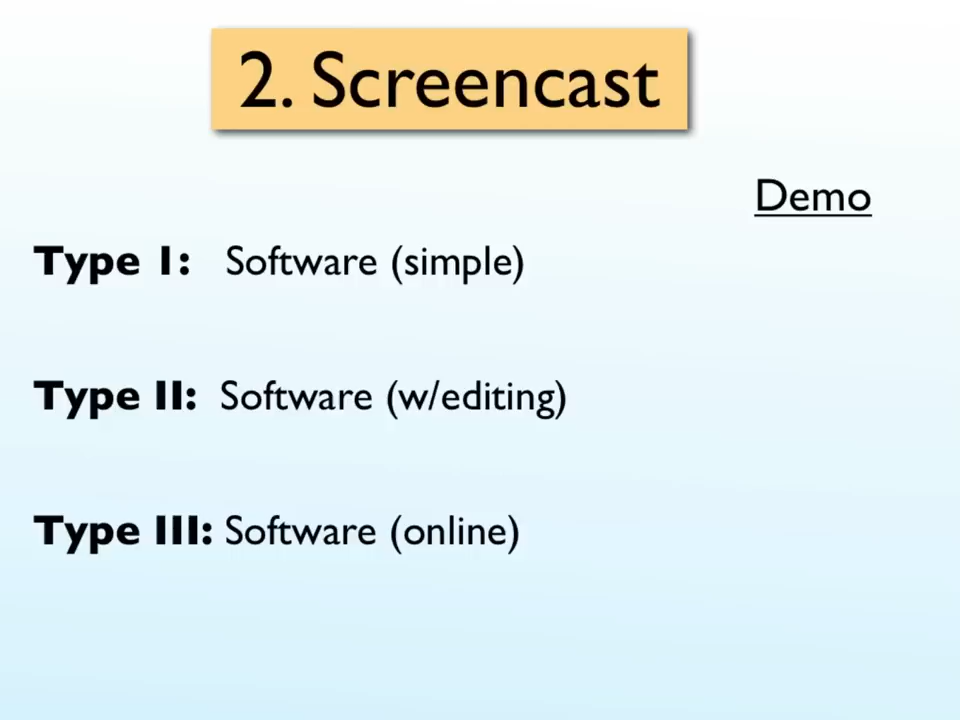 2. Screencast
Demo
Type I: Software (simple)
Type II: Software (w/editing)
Type III: Software (online)